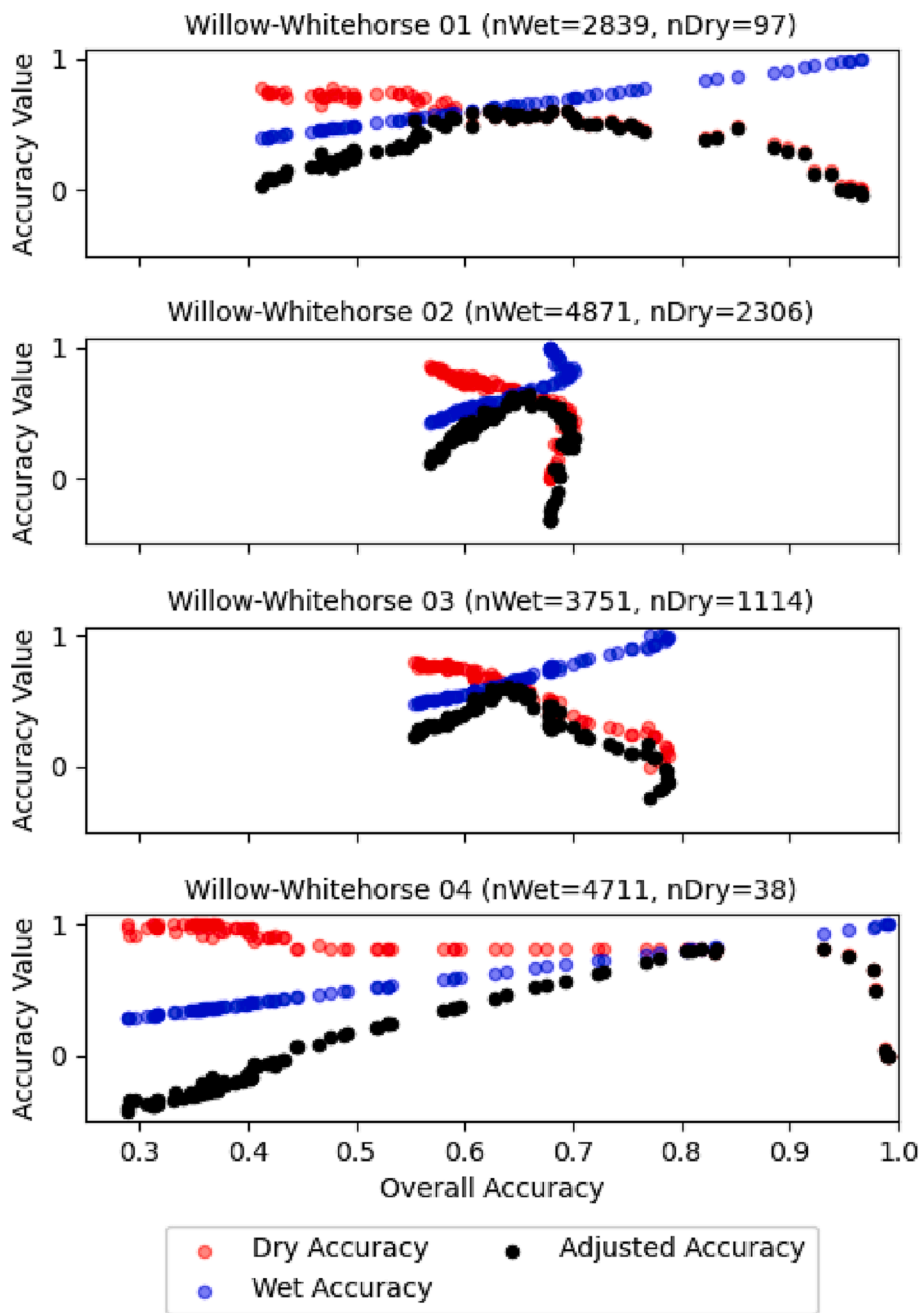 Willow-Whitehorse 01 (nWet=2839, nDry=97)
1
0
Accuracy Value
Willow-Whitehorse 02 (nWet=4871, nDry=2306)
1
0
Accuracy Value
Willow-Whitehorse 03 (nWet=3751, nDry=1114)
1
0
Accuracy Value
Willow-Whitehorse 04 (nWet=4711, nDry=38)
1
0
Accuracy Value
0.3 0.4 0.5 0.6 0.7 0.8 0.9 1.0
Overall Accuracy
Dry Accuracy Adjusted Accuracy
Wet Accuracy